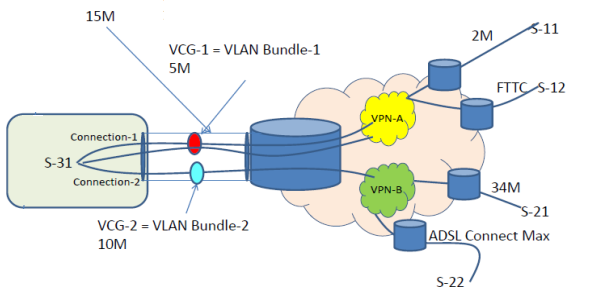 15M
VCG-1 = VLAN Bundle-1
5M
2M
S-11
FTTC S-12
VPN-A
Connection-1
S-31
Connection-2
VPN-B
34M
S-21
VCG-2 = VLAN Bundle-2
10M
ADSL Connect Max
S-22